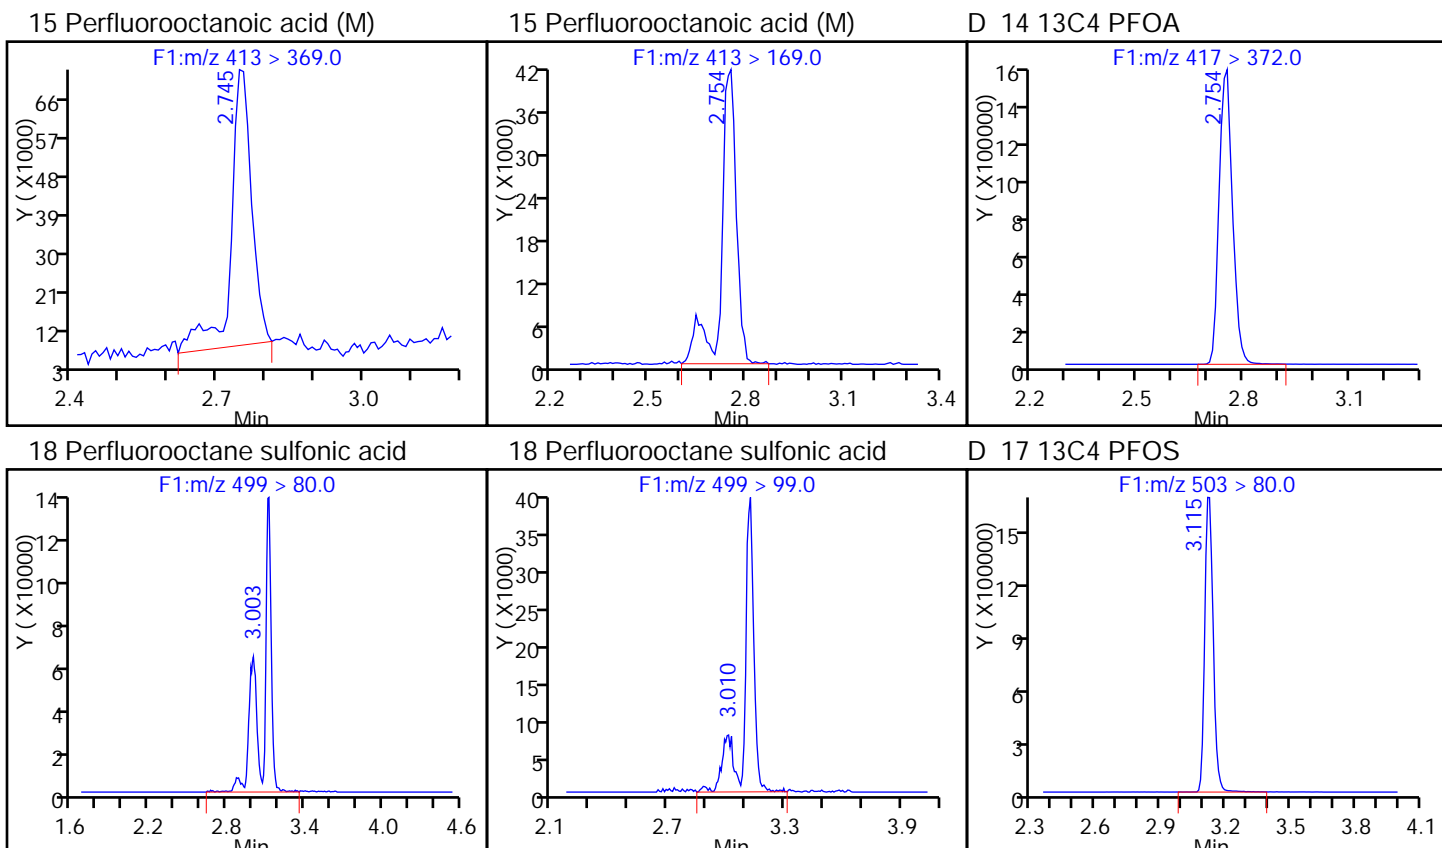 15 Perfluorooctanoic acid (M)
F1:m/z 413 > 369.0
2.745
Y ( X1000)
66
57
48
39
30
21
12
3
2.4 2.7 3.0
Min
15 Perfluorooctanoic acid (M)
F1:m/z 413 > 169.0
2.754
Y ( X1000)
42
36
30
24
18
12
6
0
2.2 2.5 2.8 3.1 3.4
Min
D 14 13C4 PFOA
F1:m/z 417 > 372.0
2.754
Y ( X100000)
16
14
12
10
8
6
4
2
0
2.2 2.5 2.8 3.1
Min
18 Perfluorooctane sulfonic acid
F1:m/z 499 > 80.0
3.003
Y ( X10000)
14
12
10
8
6
4
2
0
1.6 2.2 2.8 3.4 4.0 4.6
Min
18 Perfluorooctane sulfonic acid
F1:m/z 499 > 99.0
3.010
Y ( X1000)
40
35
30
25
20
15
10
5
0
2.1 2.7 3.3 3.9
Min
D 17 13C4 PFOS
F1:m/z 503 > 80.0
3.115
Y ( X100000)
15
12
9
6
3
0
2.3 2.6 2.9 3.2 3.5 3.8 4.1
Min